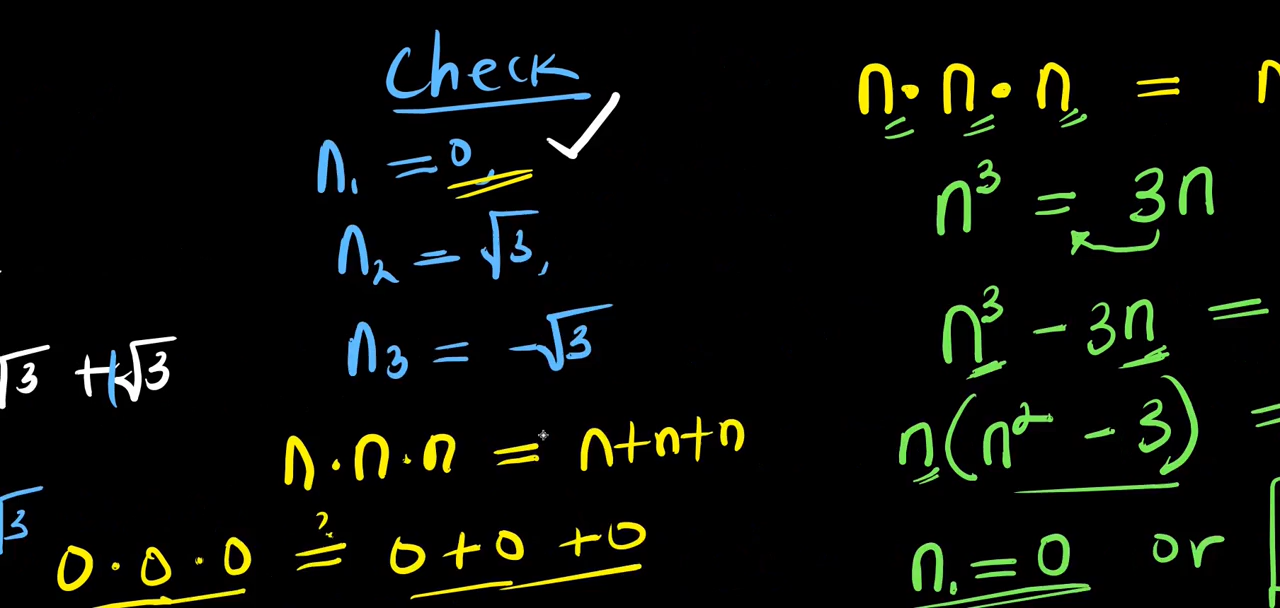 Check
n₁ = 0,
n₂ = √3,
n₃ = -√3
√3 + √3
n·n·n = n+n+n
√3
0·0·0 ≟ 0+0+0
n·n·n =
n³ = 3n
n³ - 3n =
n(n² - 3) =
n₁ = 0 or